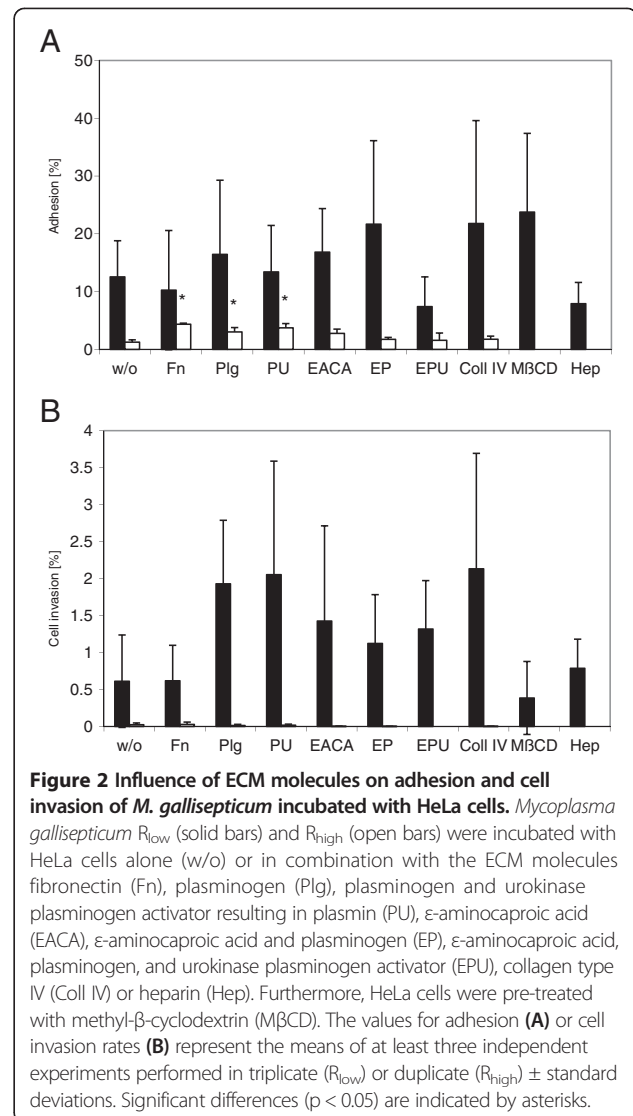 A
50
40
30
20
10
0
Adhesion [%]
* * *
w/o Fn Plg PU EACA EP EPU Coll IV MßCD Hep
B
4
3.5
3
2.5
2
1.5
1
0.5
0
Cell invasion [%]
w/o Fn Plg PU EACA EP EPU Coll IV MßCD Hep
Figure 2 Influence of ECM molecules on adhesion and cell
invasion of M. gallisepticum incubated with HeLa cells. Mycoplasma
gallisepticum Rlow (solid bars) and Rhigh (open bars) were incubated with
HeLa cells alone (w/o) or in combination with the ECM molecules
fibronectin (Fn), plasminogen (Plg), plasminogen and urokinase
plasminogen activator resulting in plasmin (PU), ε-aminocaproic acid
(EACA), ε-aminocaproic acid and plasminogen (EP), ε-aminocaproic acid,
plasminogen, and urokinase plasminogen activator (EPU), collagen type
IV (Coll IV) or heparin (Hep). Furthermore, HeLa cells were pre-treated
with methyl-β-cyclodextrin (MβCD). The values for adhesion (A) or cell
invasion rates (B) represent the means of at least three independent
experiments performed in triplicate (Rlow) or duplicate (Rhigh) ± standard
deviations. Significant differences (p < 0.05) are indicated by asterisks.